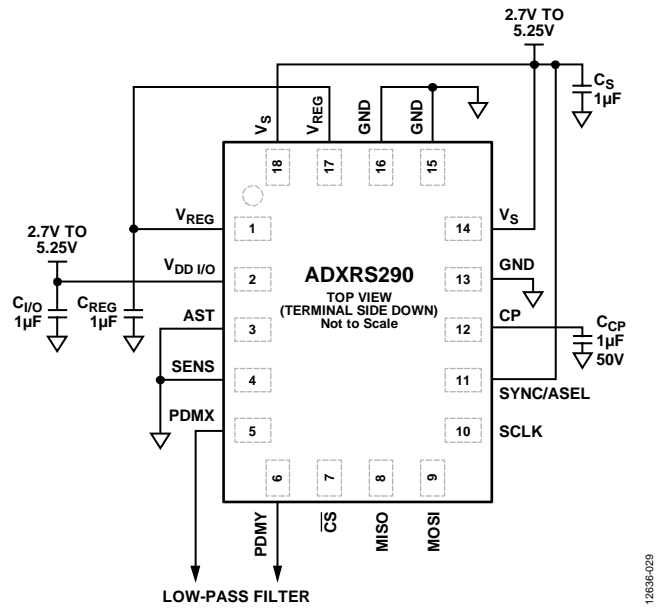 2.7V TO
5.25V
CS
1µF
VS
VREG
GND
GND
18
17
16
15
VREG
1
14
VS
2.7V TO
5.25V
VDD I/O
2
ADXRS290
TOP VIEW
(TERMINAL SIDE DOWN)
Not to Scale
13
GND
CI/O
1µF
CREG
1µF
AST
3
12
CP
CCP
1µF
50V
SENS
4
11
SYNC/ASEL
PDMX
5
10
SCLK
6
7
8
9
PDMY
CS
MISO
MOSI
LOW-PASS FILTER
12636-029